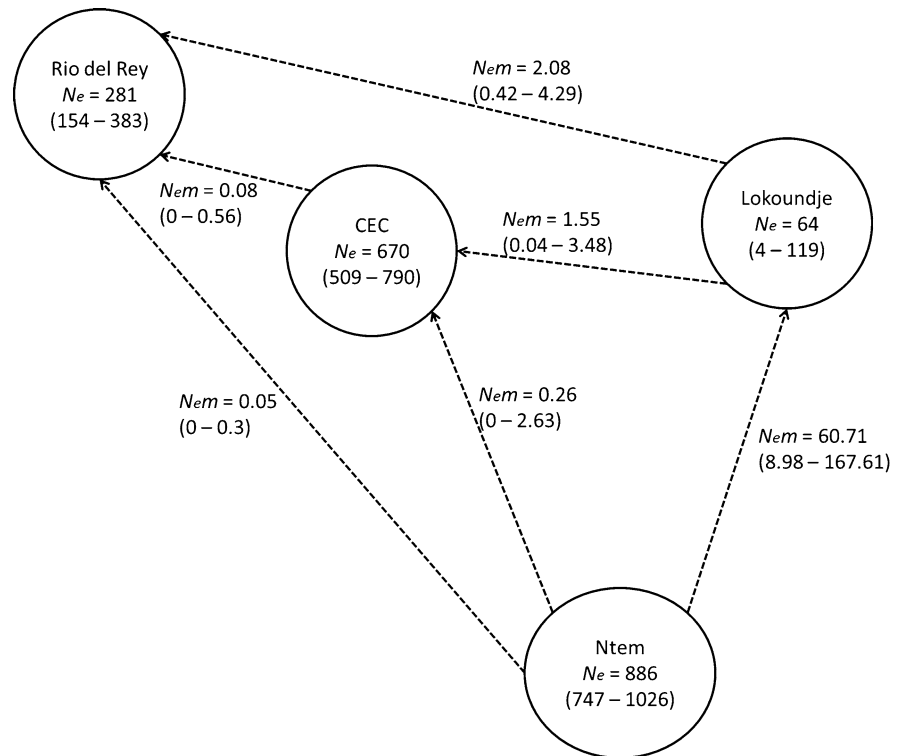 Rio del Rey
Ne = 281
(154 – 383)
Nem = 2.08
(0.42 – 4.29)
Nem = 0.08
(0 – 0.56)
CEC
Ne = 670
(509 – 790)
Nem = 1.55
(0.04 – 3.48)
Lokoundje
Ne = 64
(4 – 119)
Nem = 0.05
(0 – 0.3)
Nem = 0.26
(0 – 2.63)
Nem = 60.71
(8.98 – 167.61)
Ntem
Ne = 886
(747 – 1026)